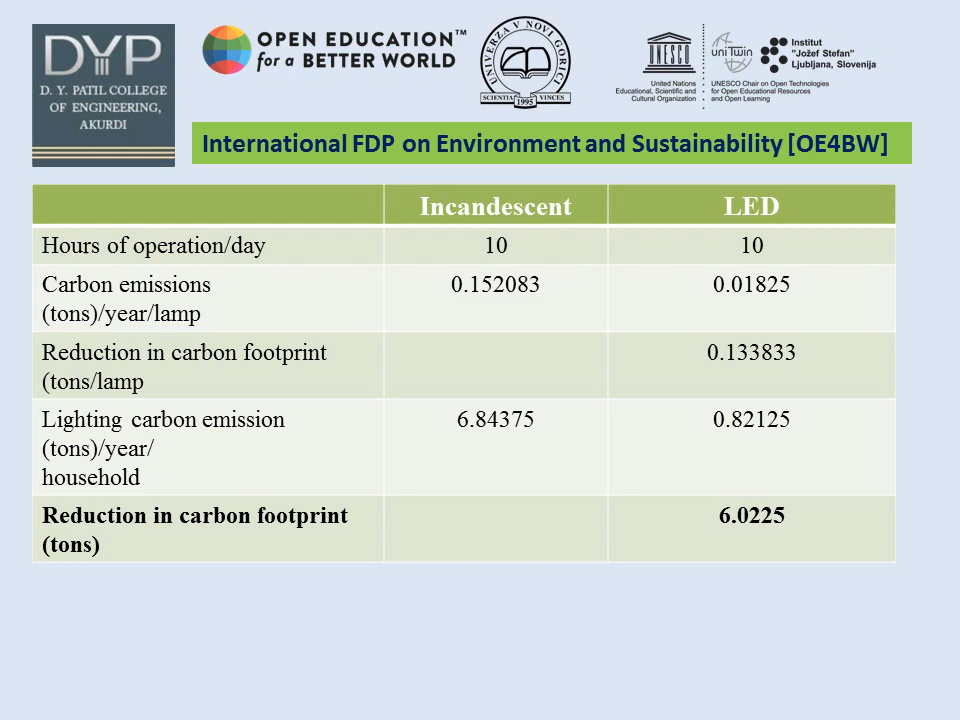 DYP
D. Y. PATIL COLLEGE
OF ENGINEERING,
AKURDI
OPEN EDUCATION™
for a BETTER WORLD
UNIVERZA V NOVI GORICI
SCIENTIA VINCES
1995
UNESCO
United Nations
Educational, Scientific and
Cultural Organization
uniTwin
Institut
"Jožef Stefan"
Ljubljana, Slovenija
UNESCO Chair on Open Technologies
for Open Educational Resources
and Open Learning
International FDP on Environment and Sustainability [OE4BW]
Incandescent LED
Hours of operation/day 10 10
Carbon emissions 0.152083 0.01825
(tons)/year/lamp
Reduction in carbon footprint 0.133833
(tons/lamp
Lighting carbon emission 6.84375 0.82125
(tons)/year/
household
Reduction in carbon footprint 6.0225
(tons)